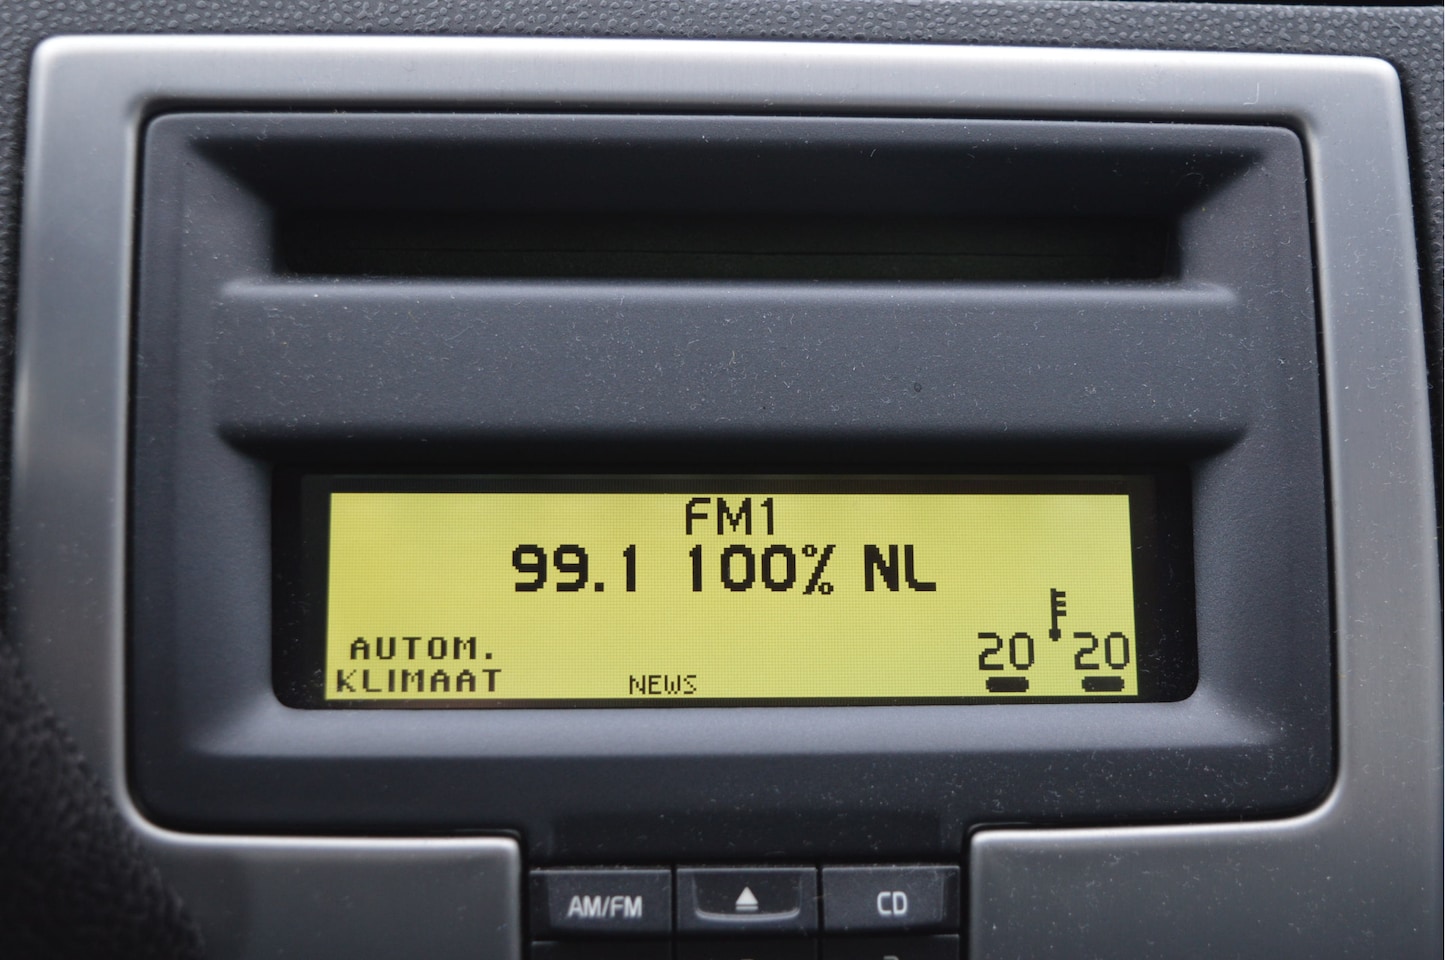 FM1
99.1 100% NL
AUTOM.
KLIMAAT
NEWS
20 20
AM/FM
CD